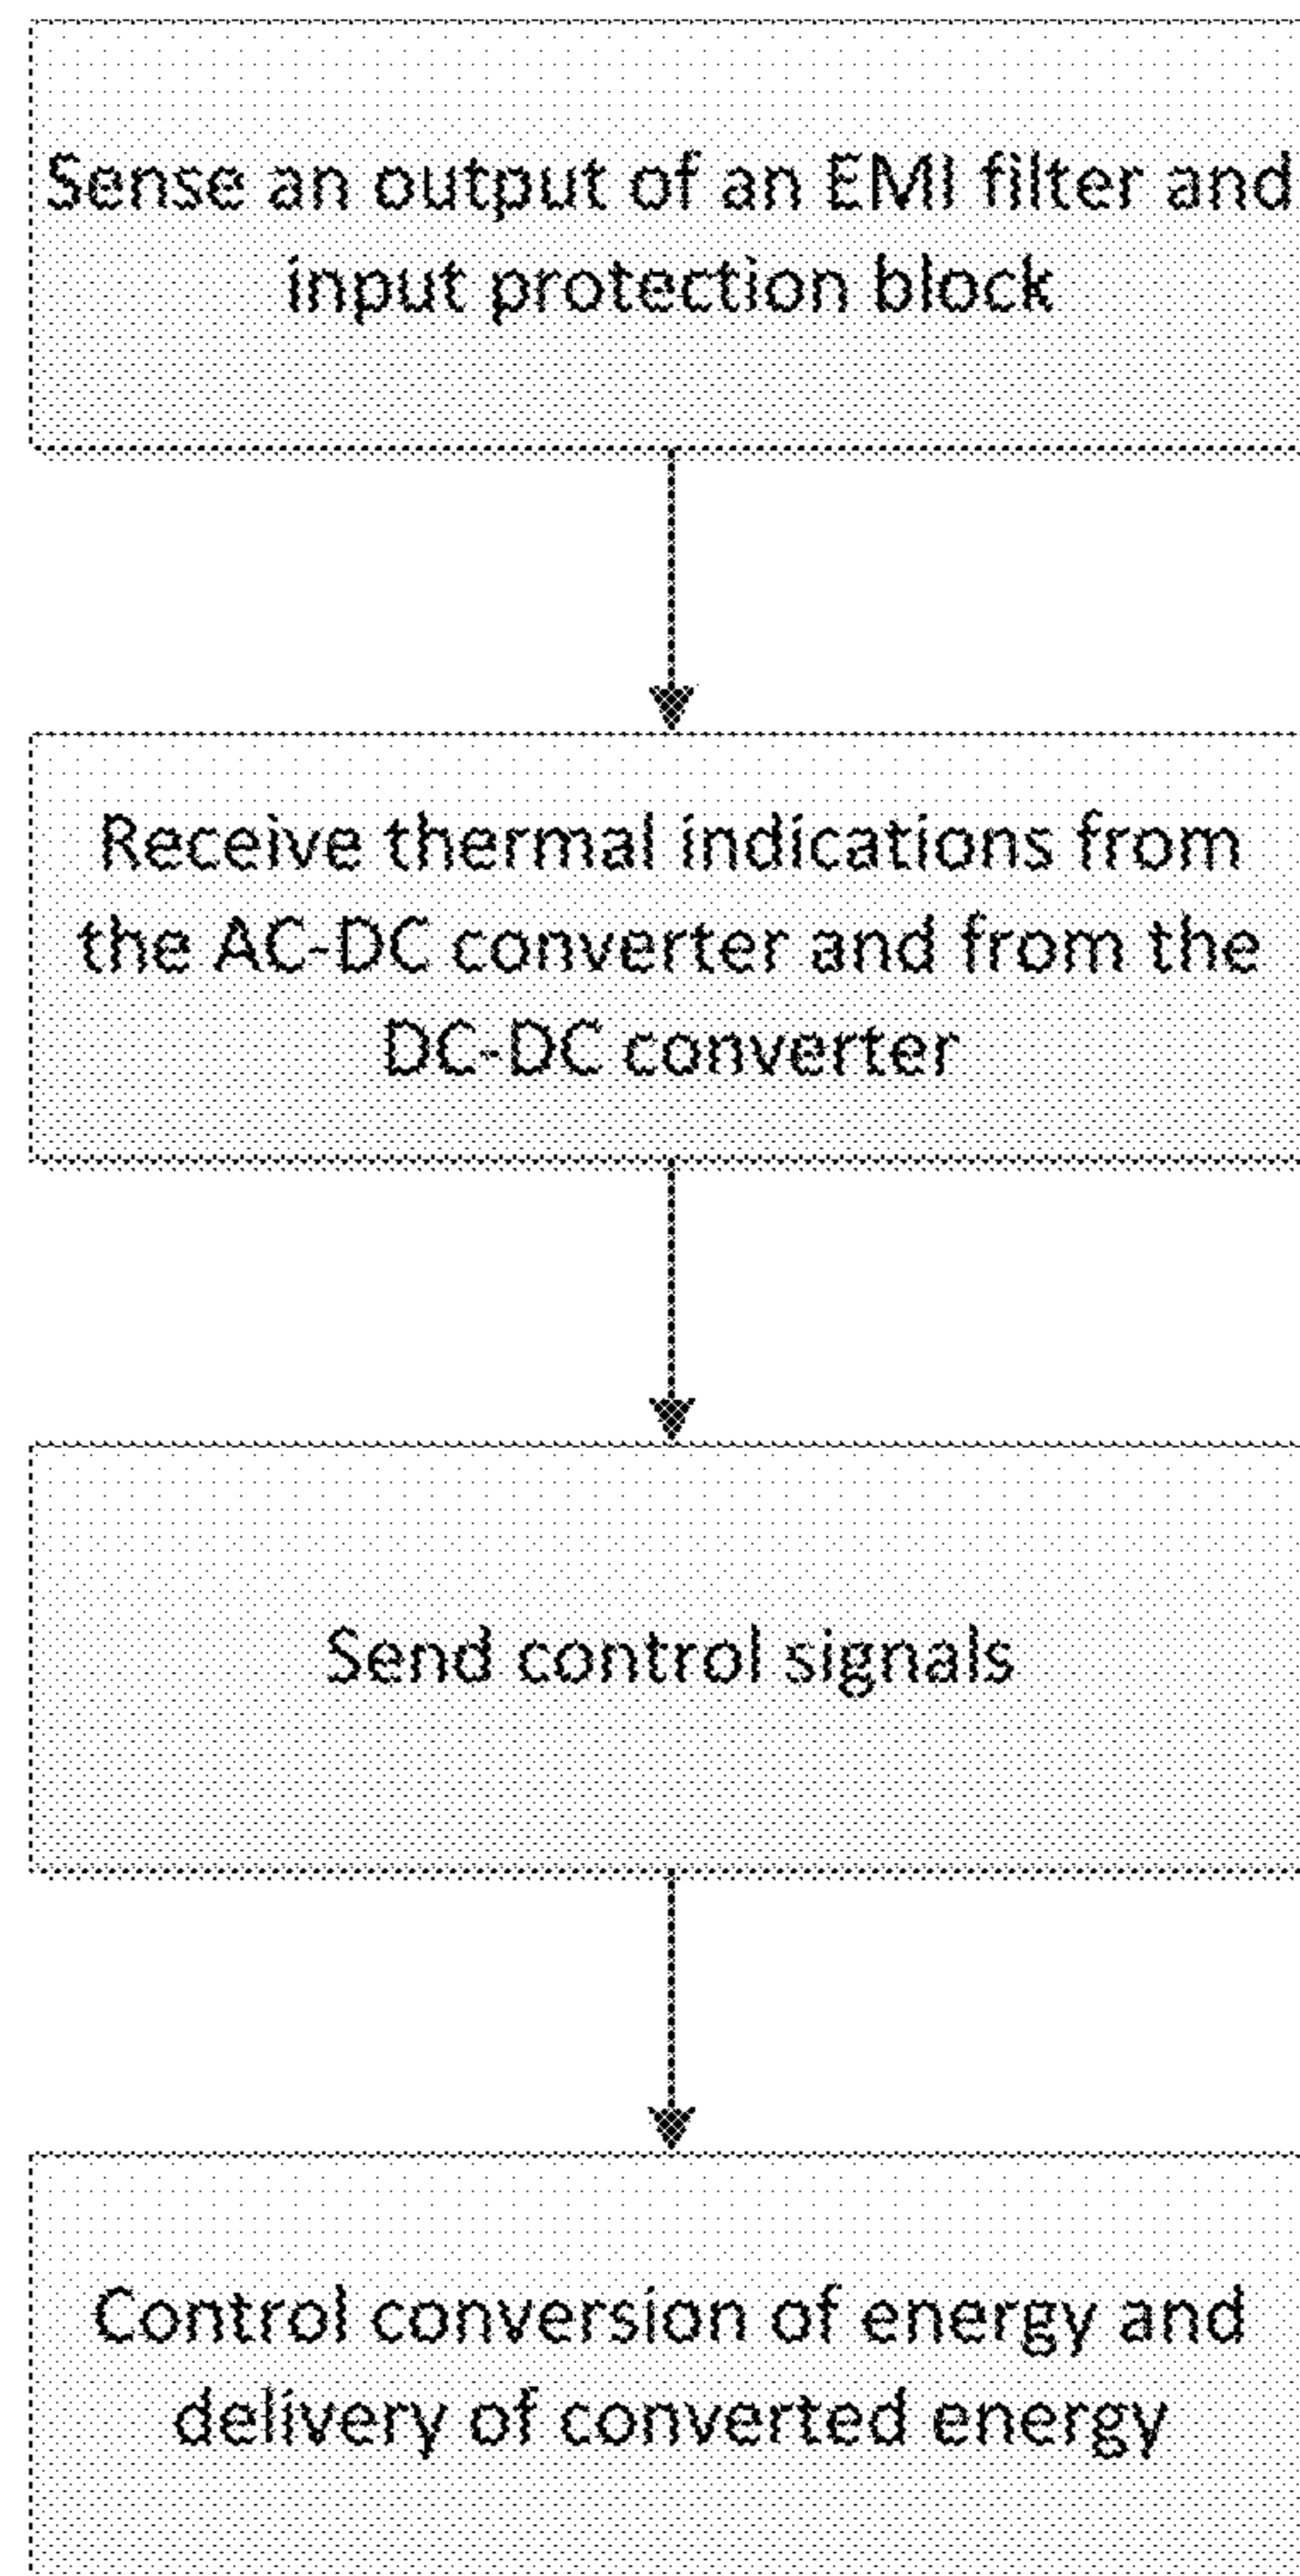 Sense an output of an EMI filter and
input protection block
Receive thermal indications from
the AC-DC converter and from the
DC-DC converter
Send control signals
Control conversion of energy and
delivery of converted energy